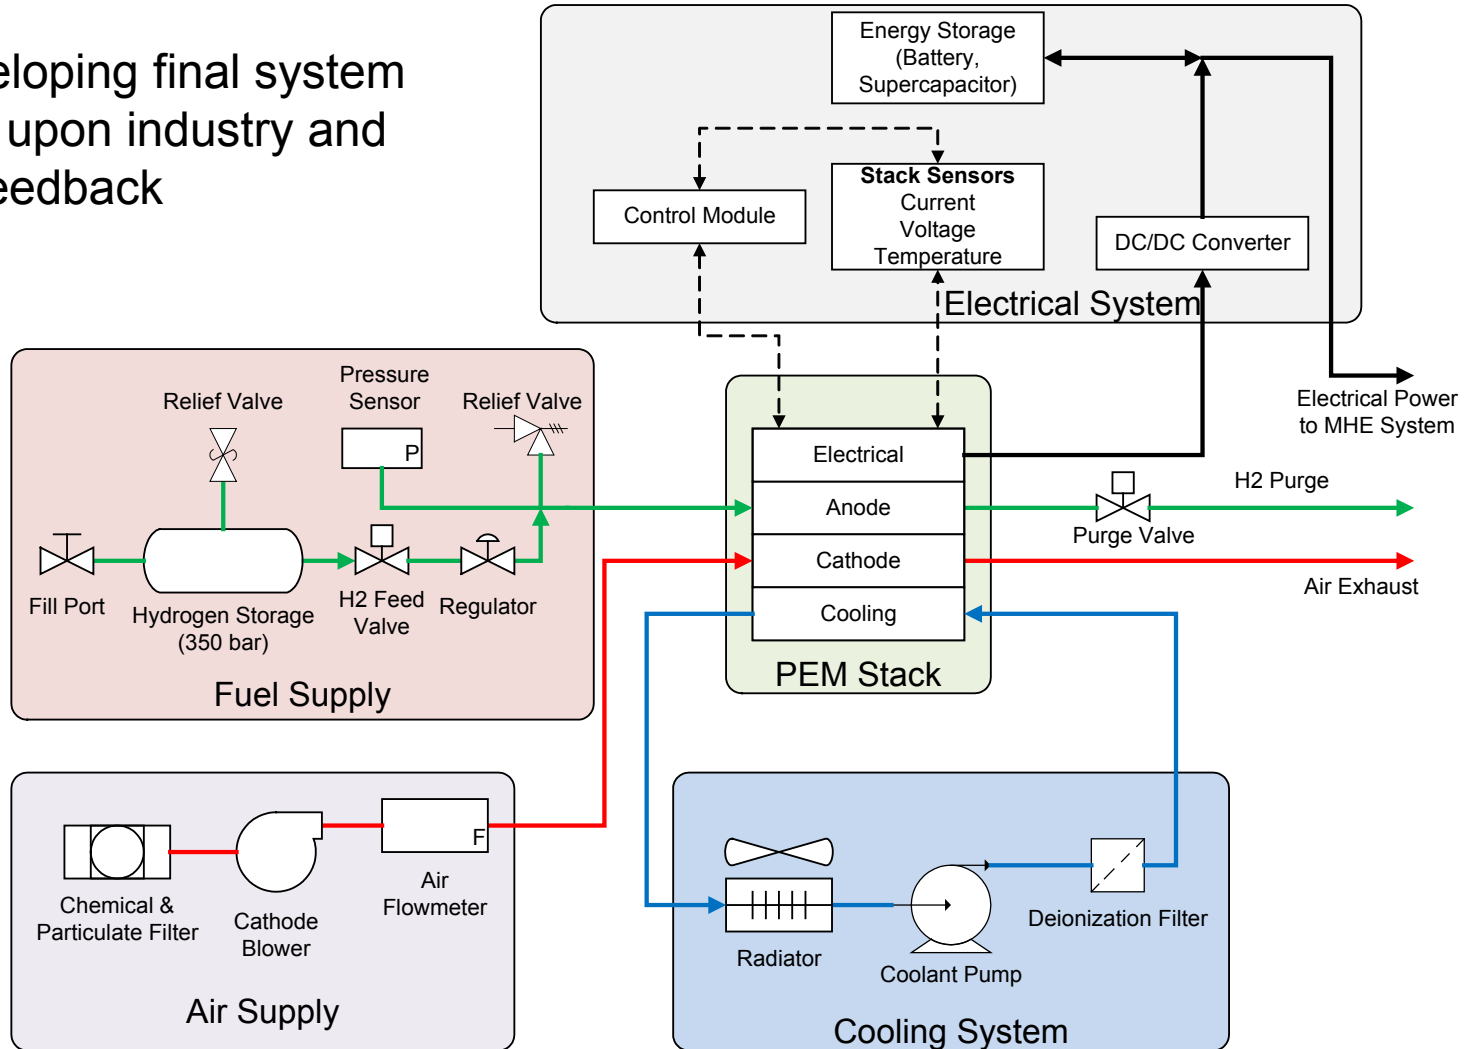 eloping final system
upon industry and
eedback
Energy Storage
(Battery,
Supercapacitor)
Stack Sensors
Current
Voltage
Temperature
Control Module
DC/DC Converter
Electrical System
Electrical Power
to MHE System
Relief Valve
Pressure
Sensor
P
Relief Valve
Fill Port
Hydrogen Storage
(350 bar)
H2 Feed
Valve
Regulator
Fuel Supply
Electrical
Anode
Cathode
Cooling
PEM Stack
H2 Purge
Purge Valve
Air Exhaust
Chemical &
Particulate Filter
Cathode
Blower
F
Air
Flowmeter
Air Supply
Radiator
Coolant Pump
Deionization Filter
Cooling System